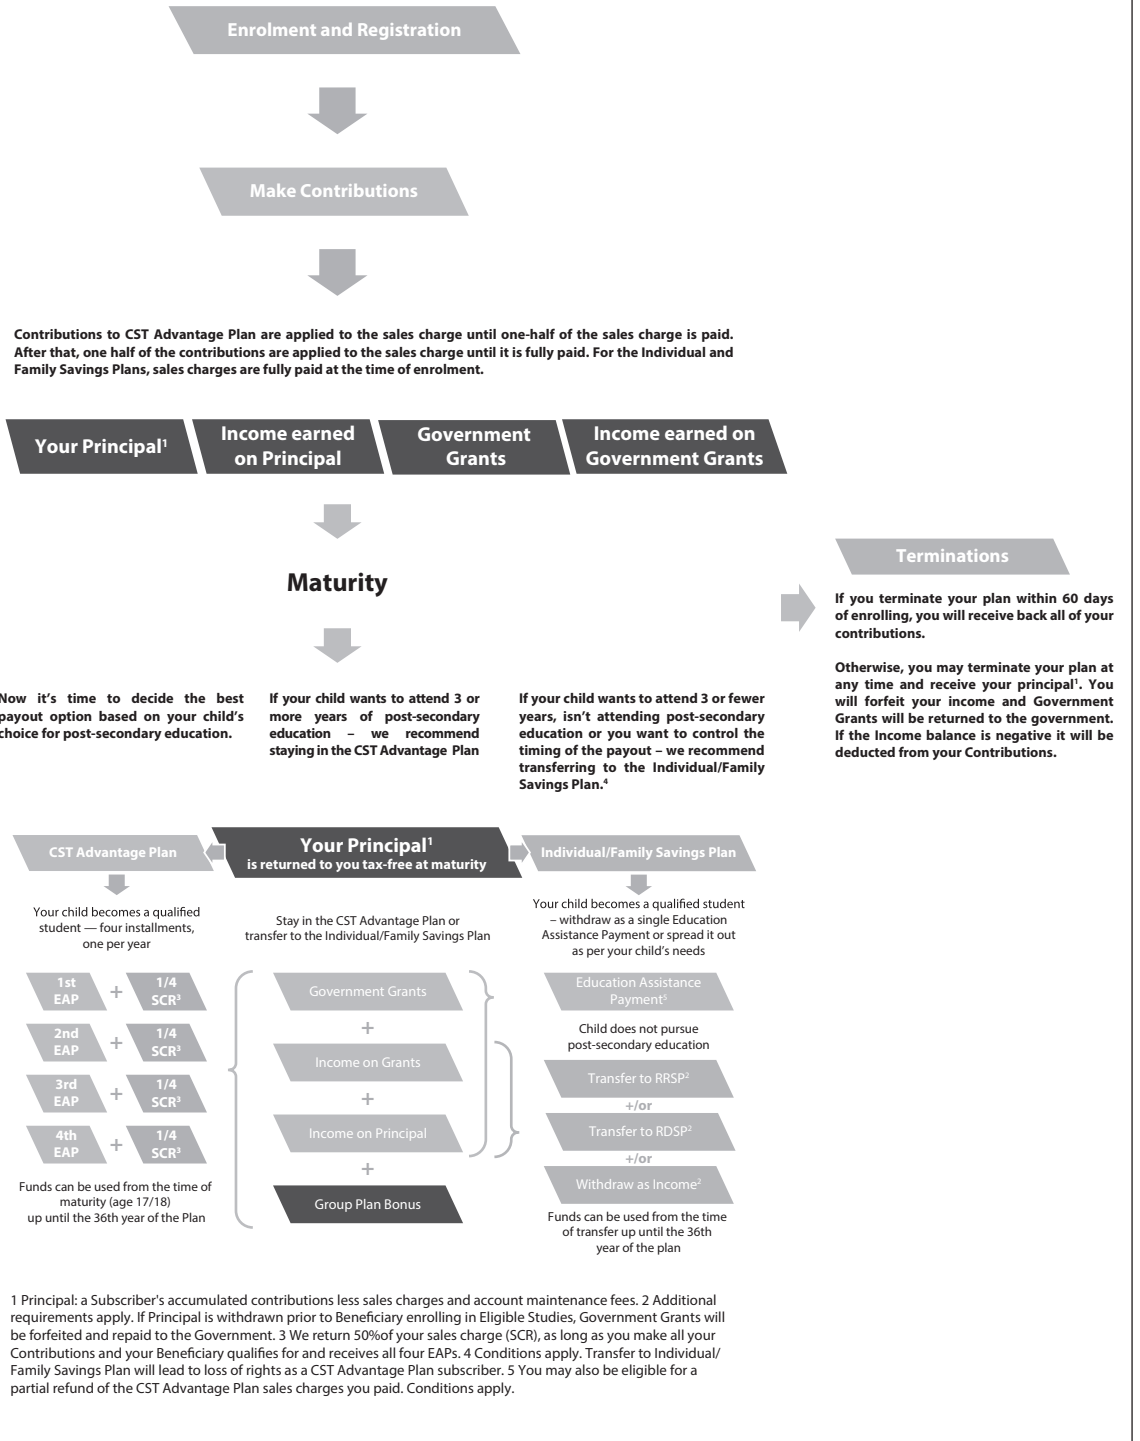 Enrolment and Registration
Make Contributions
Contributions to CST Advantage Plan are applied to the sales charge until one-half of the sales charge is paid.
After that, one half of the contributions are applied to the sales charge until it is fully paid. For the Individual and
Family Savings Plans, sales charges are fully paid at the time of enrolment.
Your Principal¹
Income earned
on Principal
Government
Grants
Income earned on
Government Grants
Maturity
Terminations
If you terminate your plan within 60 days
of enrolling, you will receive back all of your
contributions.
Otherwise, you may terminate your plan at
any time and receive your principal¹. You
will forfeit your income and Government
Grants will be returned to the government.
If the Income balance is negative it will be
deducted from your Contributions.
Now it's time to decide the best
payout option based on your child's
choice for post-secondary education.
If your child wants to attend 3 or
more years of post-secondary
education – we recommend
staying in the CST Advantage Plan
If your child wants to attend 3 or fewer
years, isn't attending post-secondary
education or you want to control the
timing of the payout – we recommend
transferring to the Individual/Family
Savings Plan.⁴
CST Advantage Plan
Your Principal¹
is returned to you tax-free at maturity
Individual/Family Savings Plan
Your child becomes a qualified
student — four installments,
one per year
1st
EAP
+
1/4
SCR³
2nd
EAP
+
1/4
SCR³
3rd
EAP
+
1/4
SCR³
4th
EAP
+
1/4
SCR³
Funds can be used from the time of
maturity (age 17/18)
up until the 36th year of the Plan
Stay in the CST Advantage Plan or
transfer to the Individual/Family Savings Plan
Government Grants
+
Income on Grants
+
Income on Principal
+
Group Plan Bonus
Your child becomes a qualified student
– withdraw as a single Education
Assistance Payment or spread it out
as per your child's needs
Education Assistance
Payment⁵
Child does not pursue
post-secondary education
Transfer to RRSP²
+/or
Transfer to RDSP²
+/or
Withdraw as Income²
Funds can be used from the time
of transfer up until the 36th
year of the plan
1 Principal: a Subscriber's accumulated contributions less sales charges and account maintenance fees. 2 Additional
requirements apply. If Principal is withdrawn prior to Beneficiary enrolling in Eligible Studies, Government Grants will
be forfeited and repaid to the Government. 3 We return 50%of your sales charge (SCR), as long as you make all your
Contributions and your Beneficiary qualifies for and receives all four EAPs. 4 Conditions apply. Transfer to Individual/
Family Savings Plan will lead to loss of rights as a CST Advantage Plan subscriber. 5 You may also be eligible for a
partial refund of the CST Advantage Plan sales charges you paid. Conditions apply.